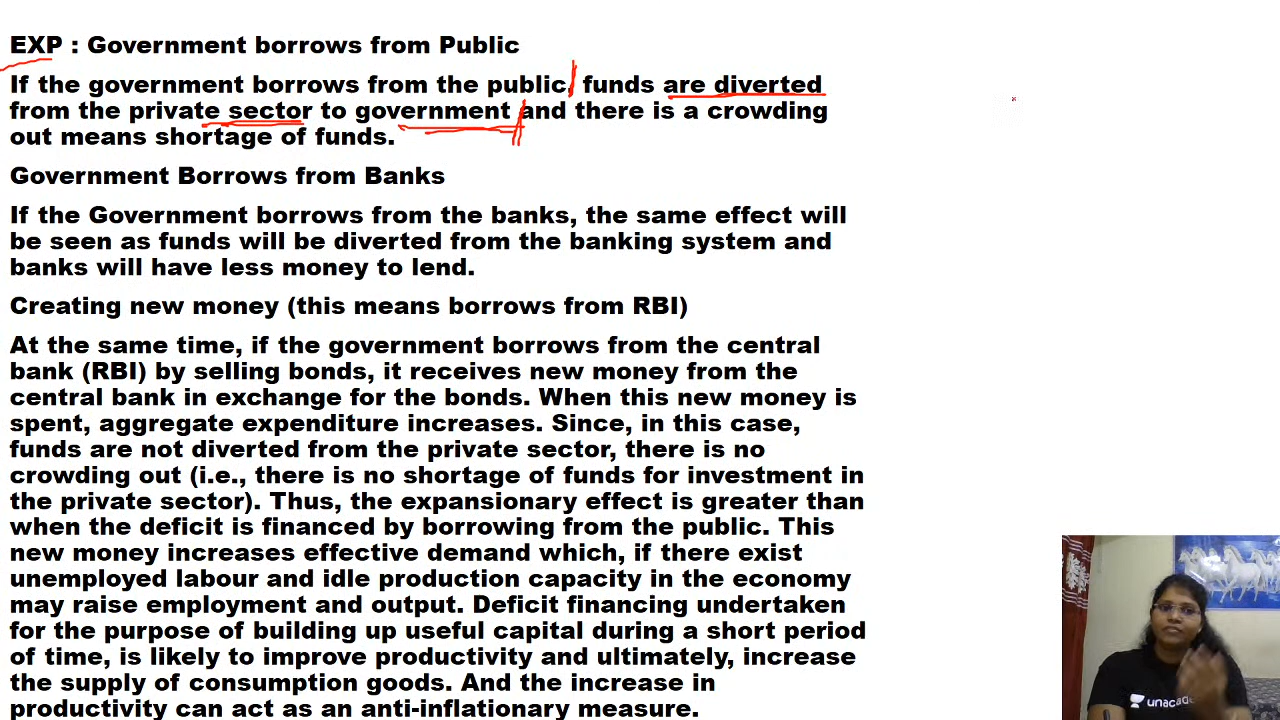 EXP : Government borrows from Public
If the government borrows from the public, funds are diverted
from the private sector to government and there is a crowding
out means shortage of funds.
Government Borrows from Banks
If the Government borrows from the banks, the same effect will
be seen as funds will be diverted from the banking system and
banks will have less money to lend.
Creating new money (this means borrows from RBI)
At the same time, if the government borrows from the central
bank (RBI) by selling bonds, it receives new money from the
central bank in exchange for the bonds. When this new money is
spent, aggregate expenditure increases. Since, in this case,
funds are not diverted from the private sector, there is no
crowding out (i.e., there is no shortage of funds for investment in
the private sector). Thus, the expansionary effect is greater than
when the deficit is financed by borrowing from the public. This
new money increases effective demand which, if there exist
unemployed labour and idle production capacity in the economy
may raise employment and output. Deficit financing undertaken
for the purpose of building up useful capital during a short period
of time, is likely to improve productivity and ultimately, increase
the supply of consumption goods. And the increase in
productivity can act as an anti-inflationary measure.
unacade